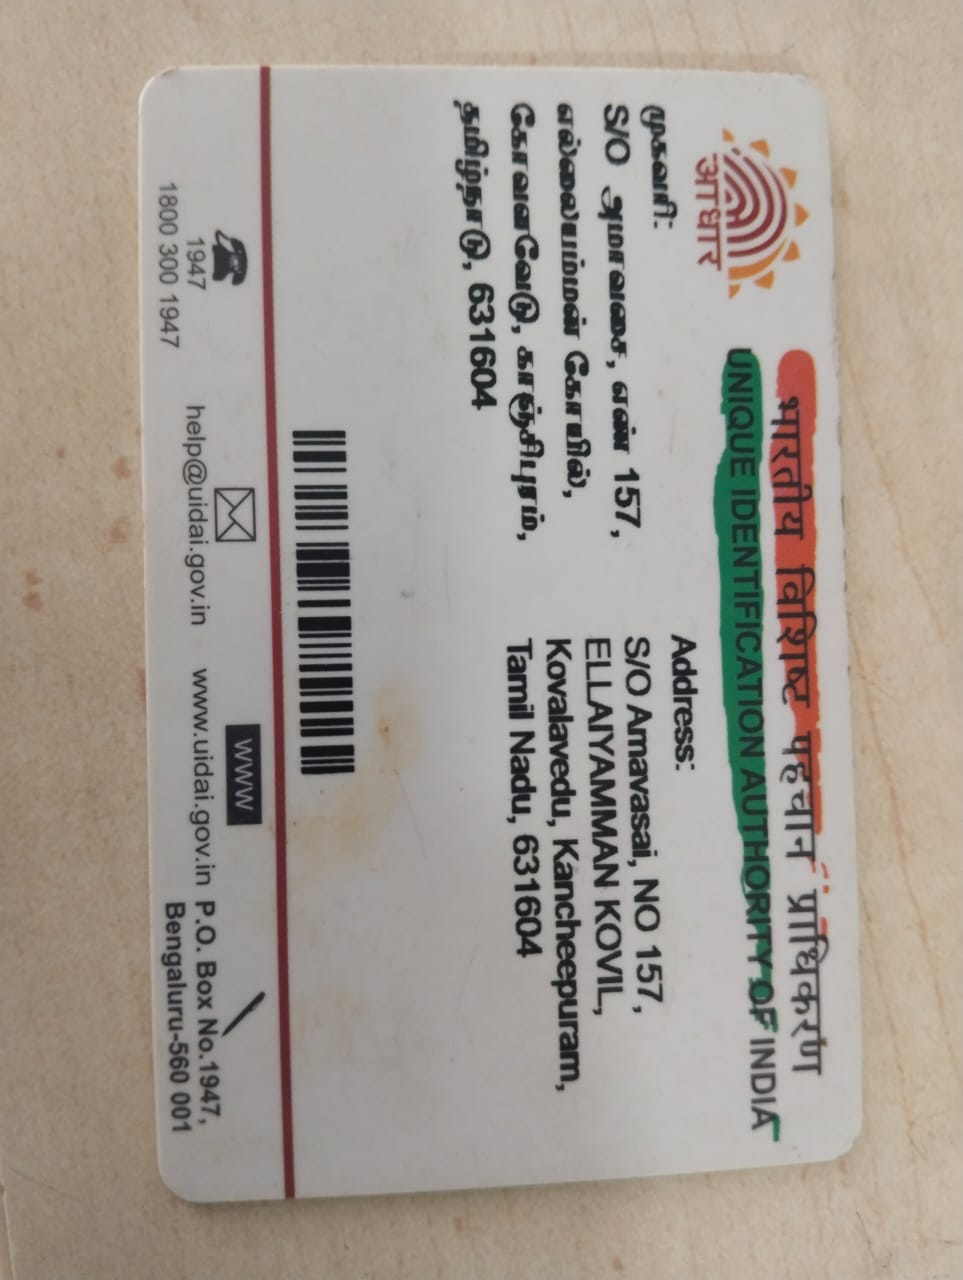 आधार
भारतीय विशिष्ट पहचान प्राधिकरण
UNIQUE IDENTIFICATION AUTHORITY OF INDIA
முகவரி:
S/O அமாவசை, எண் 157,
எல்லையம்மன் கோயில்,
கோவளவேடு, காஞ்சிபுரம்,
தமிழ்நாடு, 631604
Address:
S/O Amavasai, NO 157,
ELLAIYAMMAN KOVIL,
Kovalavedu, Kancheepuram,
Tamil Nadu, 631604
1947
1800 300 1947
help@uidai.gov.in
WWW
www.uidai.gov.in
P.O. Box No.1947,
Bengaluru-560 001